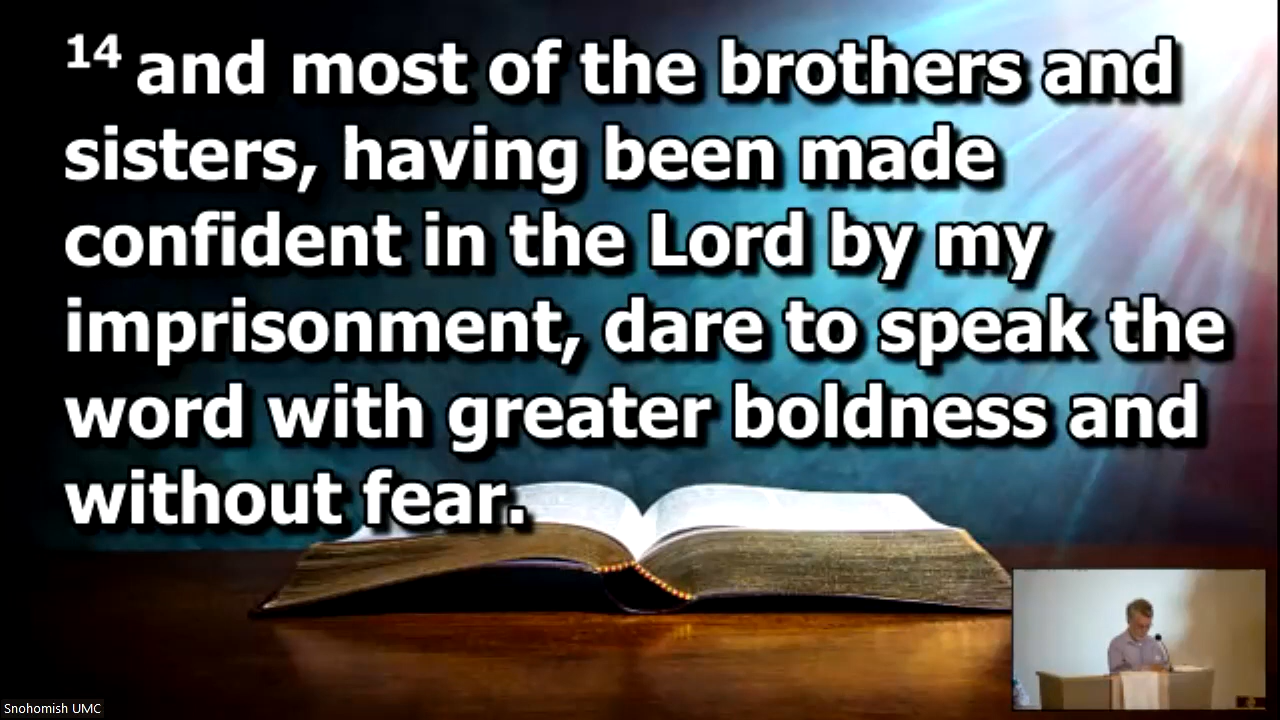 14 and most of the brothers and
sisters, having been made
confident in the Lord by my
imprisonment, dare to speak the
word with greater boldness and
without fear.
Snohomish UMC